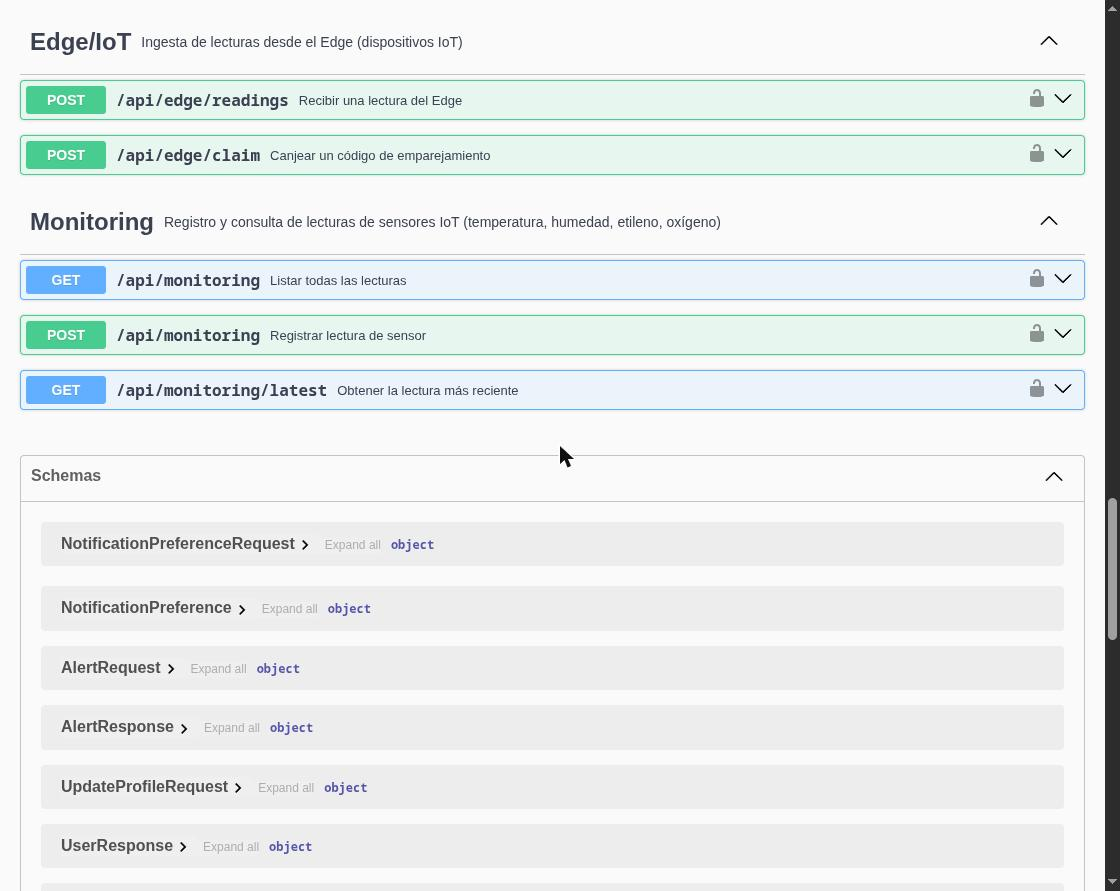 Edge/IoT Ingesta de lecturas desde el Edge (dispositivos IoT)
POST /api/edge/readings Recibir una lectura del Edge
POST /api/edge/claim Canjear un código de emparejamiento
Monitoring Registro y consulta de lecturas de sensores IoT (temperatura, humedad, etileno, oxígeno)
GET /api/monitoring Listar todas las lecturas
POST /api/monitoring Registrar lectura de sensor
GET /api/monitoring/latest Obtener la lectura más reciente
Schemas
NotificationPreferenceRequest Expand all object
NotificationPreference Expand all object
AlertRequest Expand all object
AlertResponse Expand all object
UpdateProfileRequest Expand all object
UserResponse Expand all object